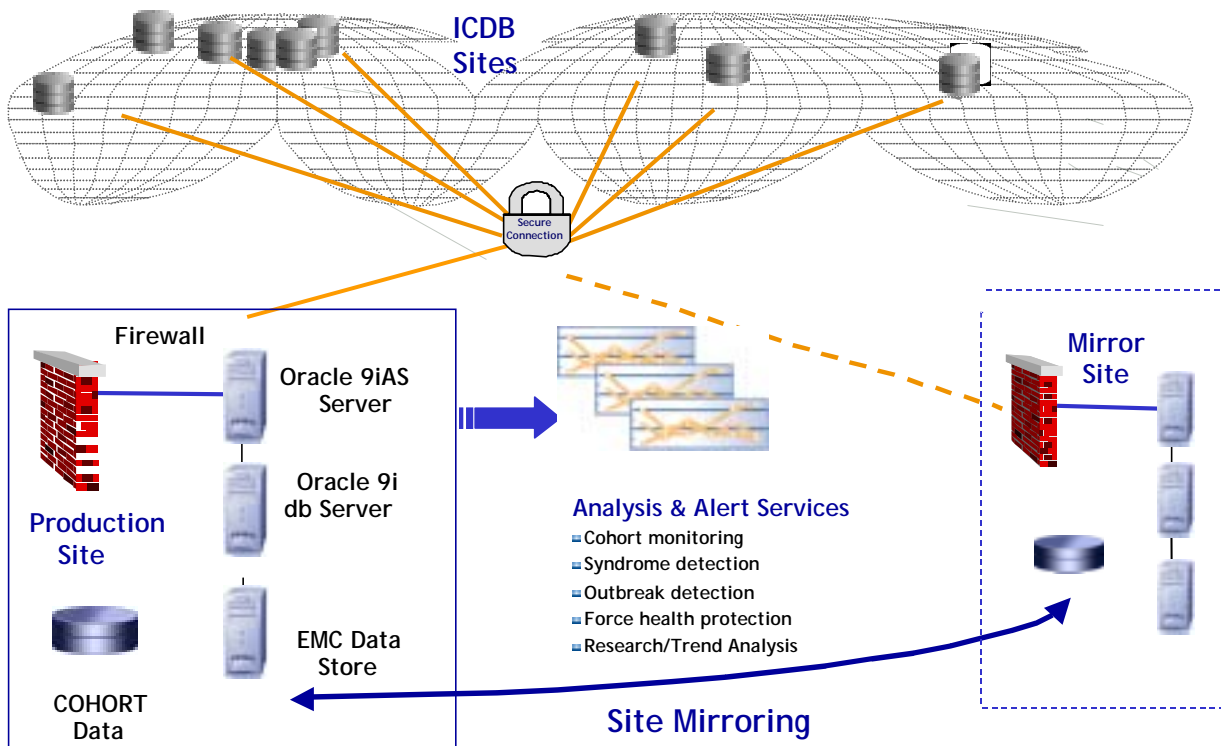 ICDB
Sites
Secure
Connection
Firewall
Oracle 9iAS
Server
Oracle 9i
db Server
Production
Site
EMC Data
Store
COHORT
Data
Analysis & Alert Services
Cohort monitoring
Syndrome detection
Outbreak detection
Force health protection
Research/Trend Analysis
Mirror
Site
Site Mirroring